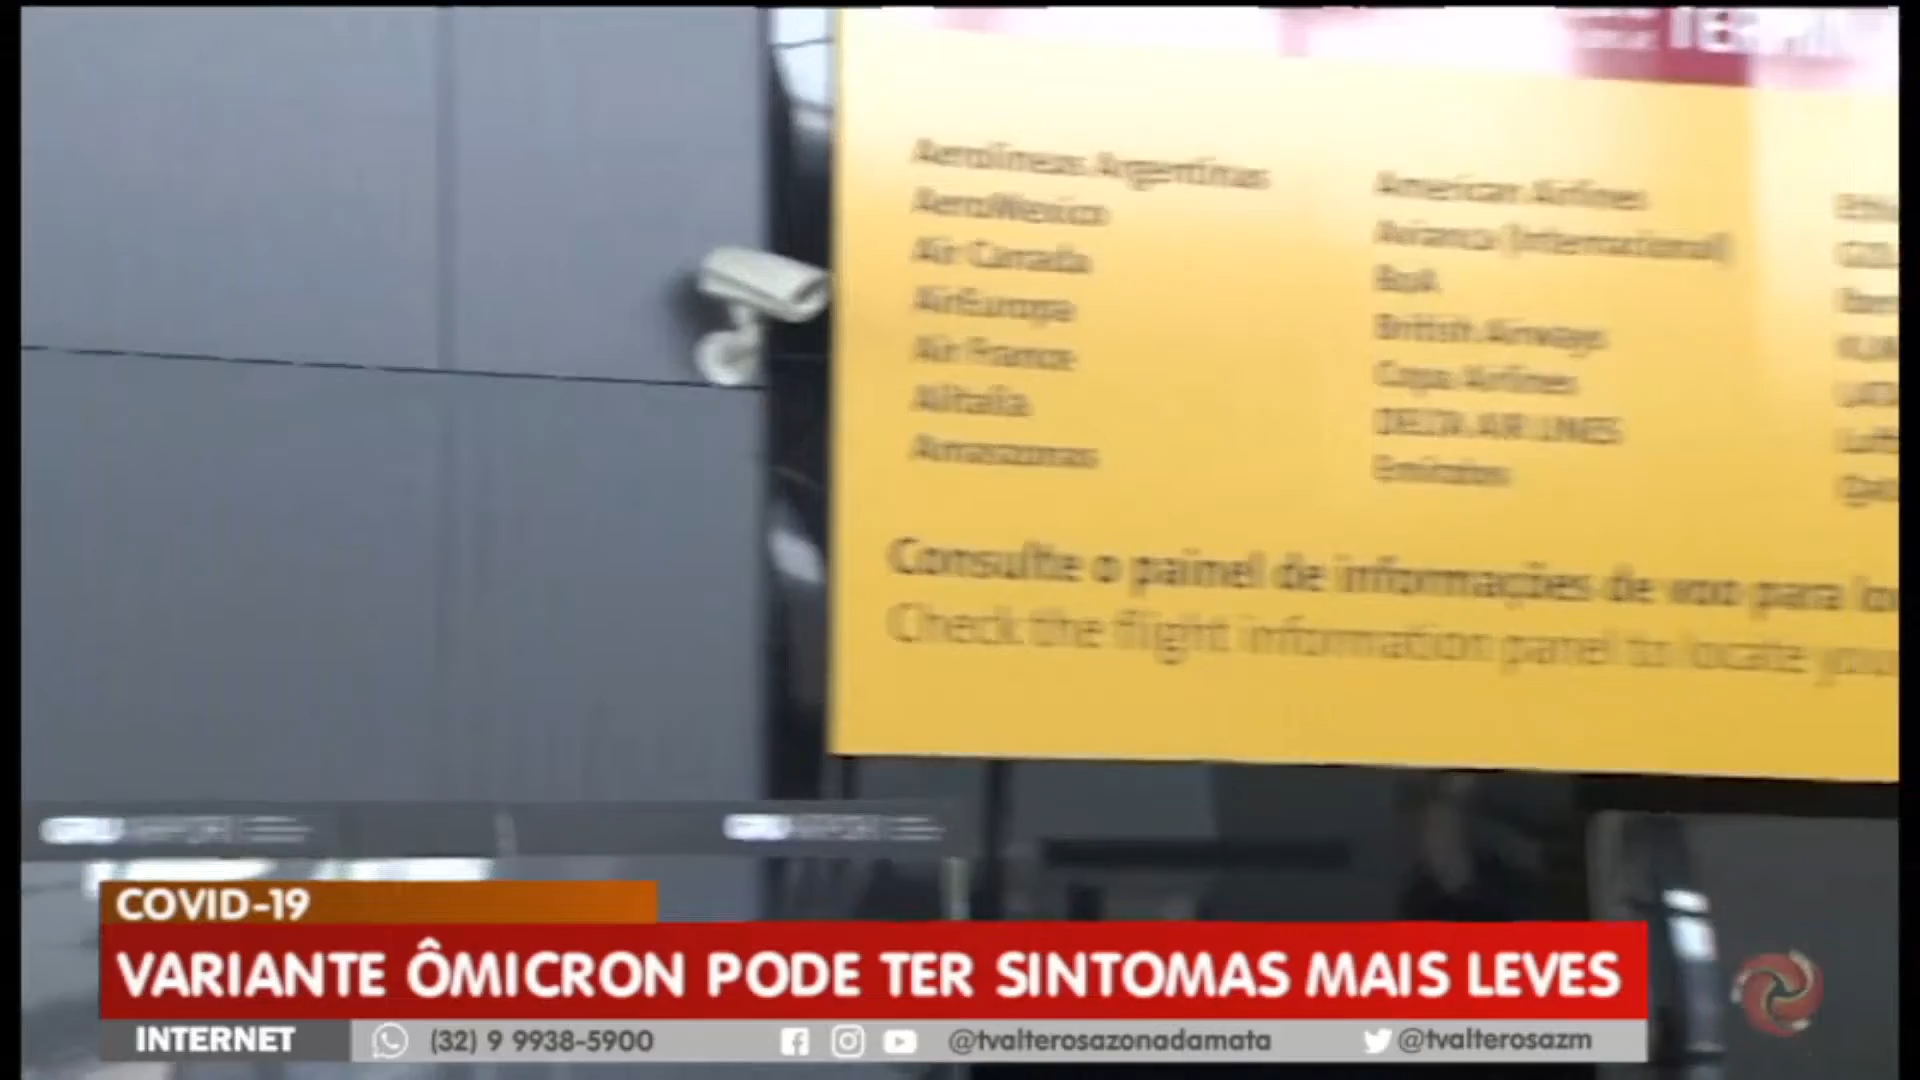 TERMIN
Aerolíneas Argentinas
AeroMexico
Air Canada
AirEuropa
Air France
Alitalia
Amaszonas
American Airlines
Avianca (Internacional)
BoA
British Airways
Copa Airlines
DELTA AIR LINES
Emirates
Consulte o painel de informações de voo para
Check the flight information panel to locate your
COVID-19
VARIANTE ÔMICRON PODE TER SINTOMAS MAIS LEVES
INTERNET
(32) 9 9938-5900
@tvalterosazonadamata
@tvalterosazm